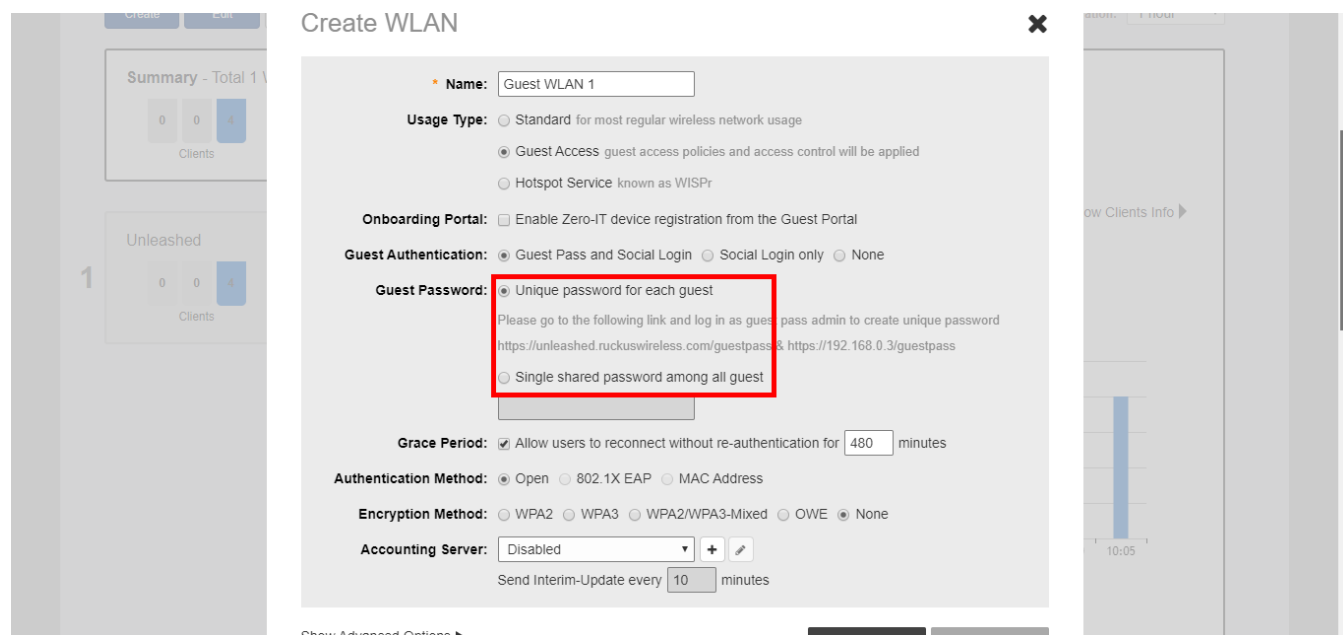 Create Edit
Create WLAN
ation: 1 hour
Summary - Total 1
0 0 4
Clients
ow Clients Info
Unleashed
1
0 0 4
Clients
10:05
* Name: Guest WLAN 1
Usage Type: Standard for most regular wireless network usage
Guest Access guest access policies and access control will be applied
Hotspot Service known as WISPr
Onboarding Portal: Enable Zero-IT device registration from the Guest Portal
Guest Authentication: Guest Pass and Social Login Social Login only None
Guest Password: Unique password for each guest
Please go to the following link and log in as guest pass admin to create unique password
https://unleashed.ruckuswireless.com/guestpass & https://192.168.0.3/guestpass
Single shared password among all guest
Grace Period: Allow users to reconnect without re-authentication for 480 minutes
Authentication Method: Open 802.1X EAP MAC Address
Encryption Method: WPA2 WPA3 WPA2/WPA3-Mixed OWE None
Accounting Server: Disabled
Send Interim-Update every 10 minutes
Show Advanced Options